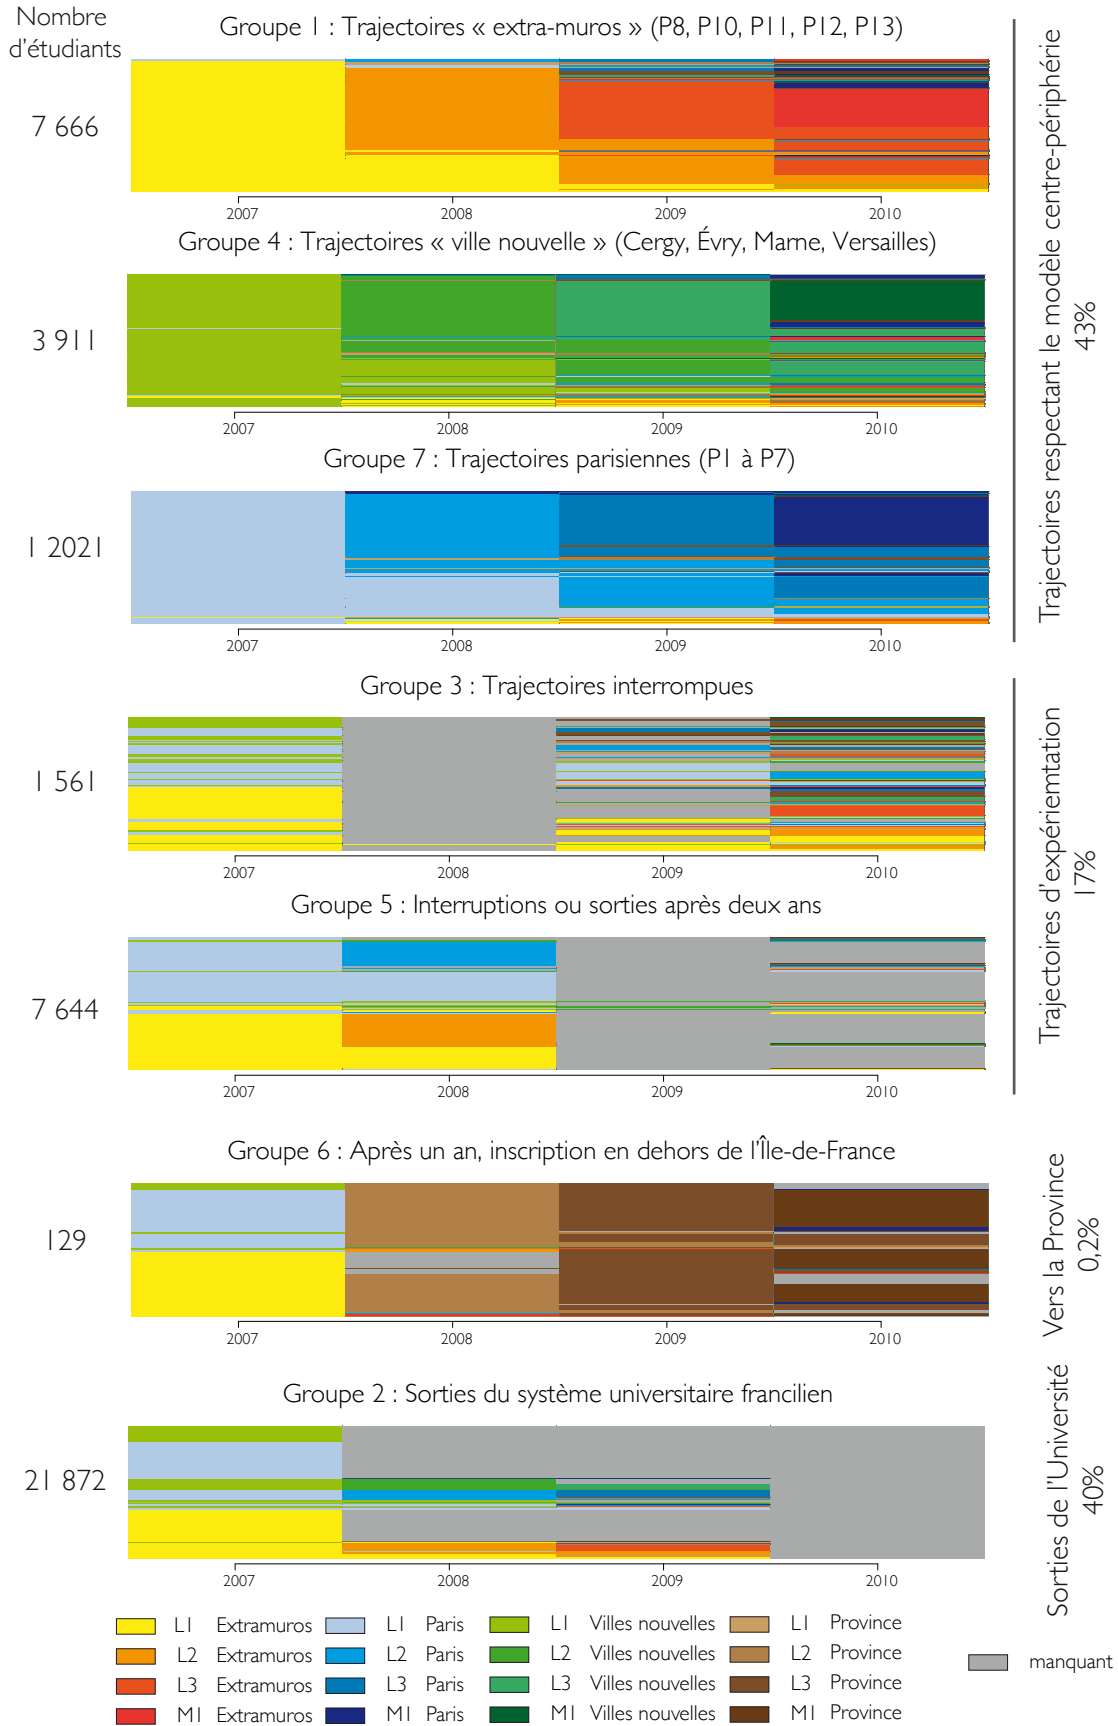 Nombre
d'étudiants
Groupe 1 : Trajectoires « extra-muros » (P8, P10, P11, P12, P13)
7 666
2007 2008 2009 2010
Groupe 4 : Trajectoires « ville nouvelle » (Cergy, Évry, Marne, Versailles)
3 911
2007 2008 2009 2010
Groupe 7 : Trajectoires parisiennes (P1 à P7)
1 2021
2007 2008 2009 2010
Trajectoires respectant le modèle centre-périphérie
43%
Groupe 3 : Trajectoires interrompues
1 561
2007 2008 2009 2010
Groupe 5 : Interruptions ou sorties après deux ans
7 644
2007 2008 2009 2010
Trajectoires d'expériemtation
17%
Groupe 6 : Après un an, inscription en dehors de l'Île-de-France
129
2007 2008 2009 2010
Vers la Province
0,2%
Groupe 2 : Sorties du système universitaire francilien
21 872
2007 2008 2009 2010
Sorties de l'Université
40%
L1 Extramuros L1 Paris L1 Villes nouvelles L1 Province
L2 Extramuros L2 Paris L2 Villes nouvelles L2 Province
L3 Extramuros L3 Paris L3 Villes nouvelles L3 Province
M1 Extramuros M1 Paris M1 Villes nouvelles M1 Province
manquant